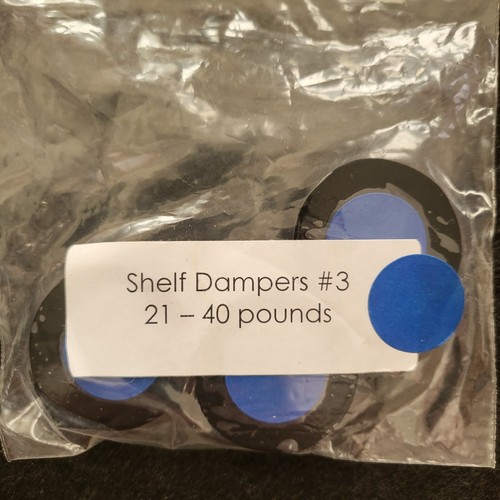 Shelf Dampers #3
21 – 40 pounds